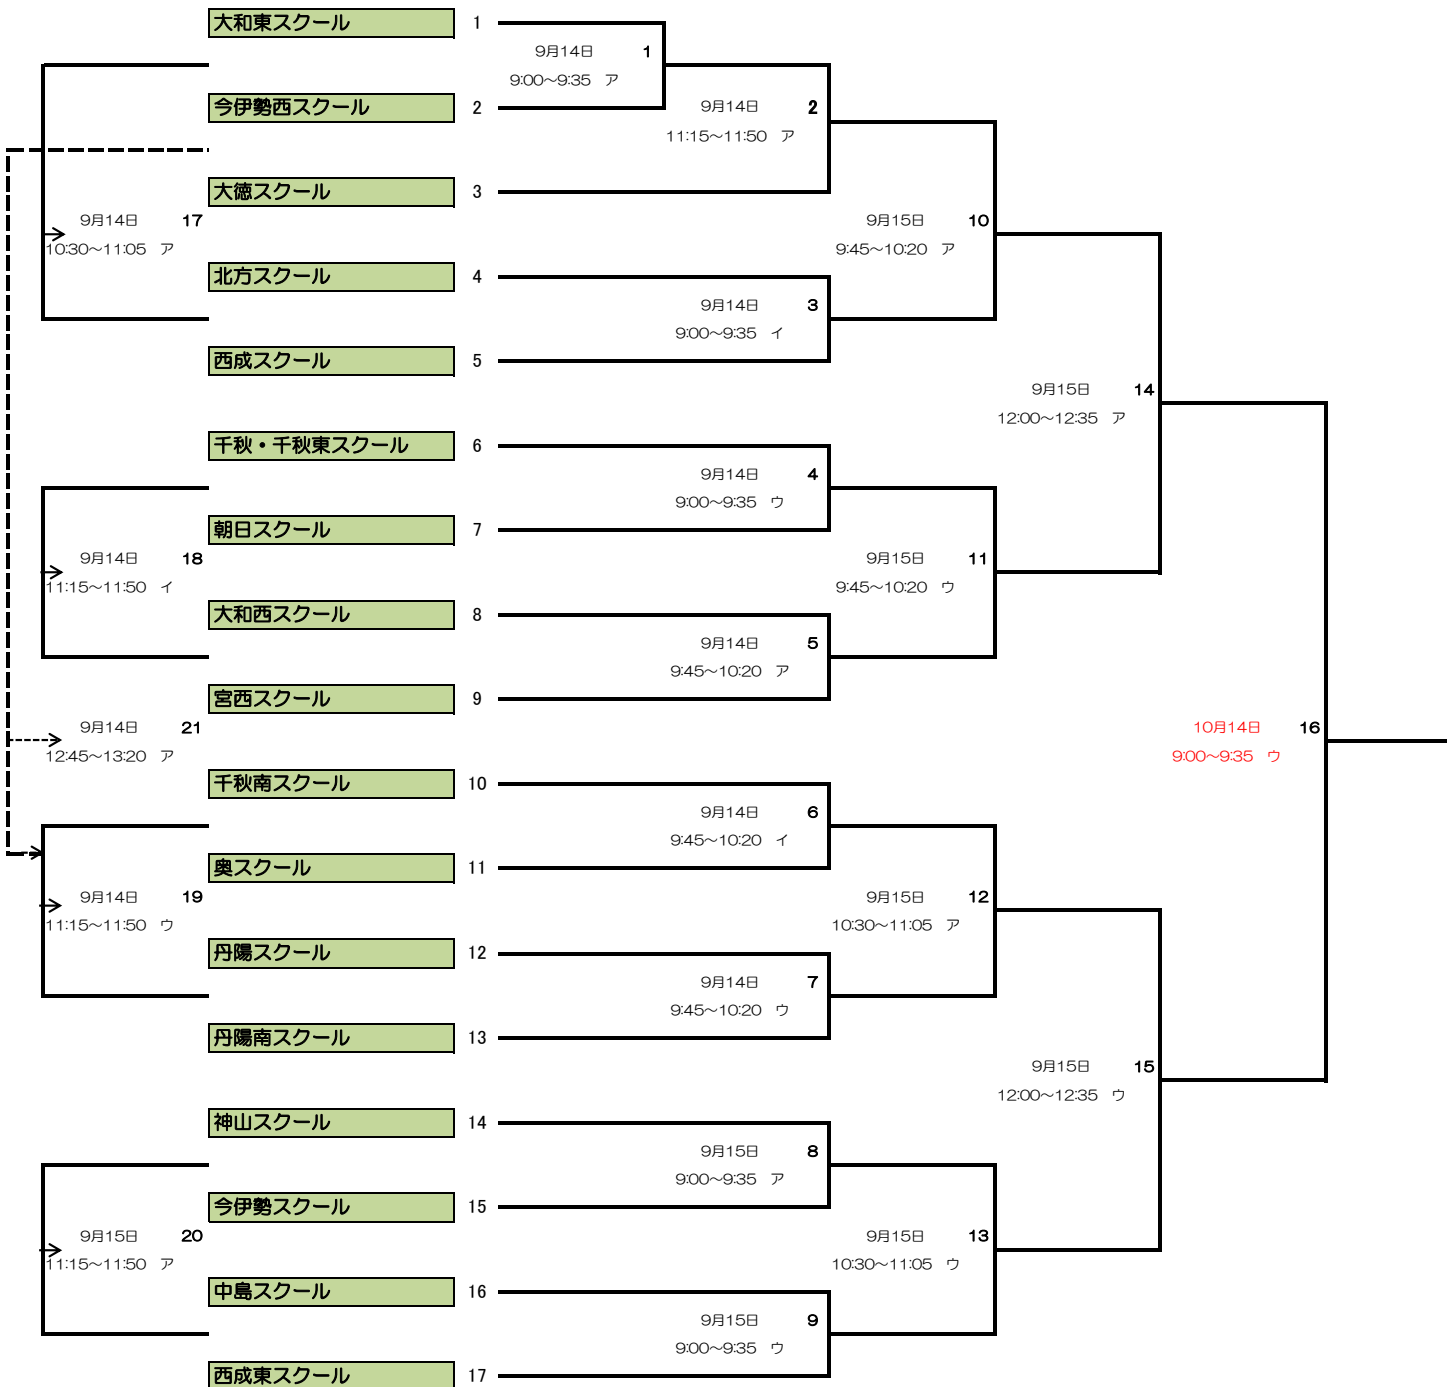 大和東スクール 1
9月14日 1
9:00～9:35 ア
今伊勢西スクール 2
9月14日 2
11:15～11:50 ア
大徳スクール 3
9月14日 17
10:30～11:05 ア
9月15日 10
9:45～10:20 ア
北方スクール 4
9月14日 3
9:00～9:35 イ
西成スクール 5
9月15日 14
12:00～12:35 ア
千秋・千秋東スクール 6
9月14日 4
9:00～9:35 ウ
朝日スクール 7
9月14日 18
11:15～11:50 イ
9月15日 11
9:45～10:20 ウ
大和西スクール 8
9月14日 5
9:45～10:20 ア
宮西スクール 9
9月14日 21
12:45～13:20 ア
10月14日 16
9:00～9:35 ウ
千秋南スクール 10
9月14日 6
9:45～10:20 イ
奥スクール 11
9月14日 19
11:15～11:50 ウ
9月15日 12
10:30～11:05 ア
丹陽スクール 12
9月14日 7
9:45～10:20 ウ
丹陽南スクール 13
9月15日 15
12:00～12:35 ウ
神山スクール 14
9月15日 8
9:00～9:35 ア
今伊勢スクール 15
9月15日 20
11:15～11:50 ア
9月15日 13
10:30～11:05 ウ
中島スクール 16
9月15日 9
9:00～9:35 ウ
西成東スクール 17